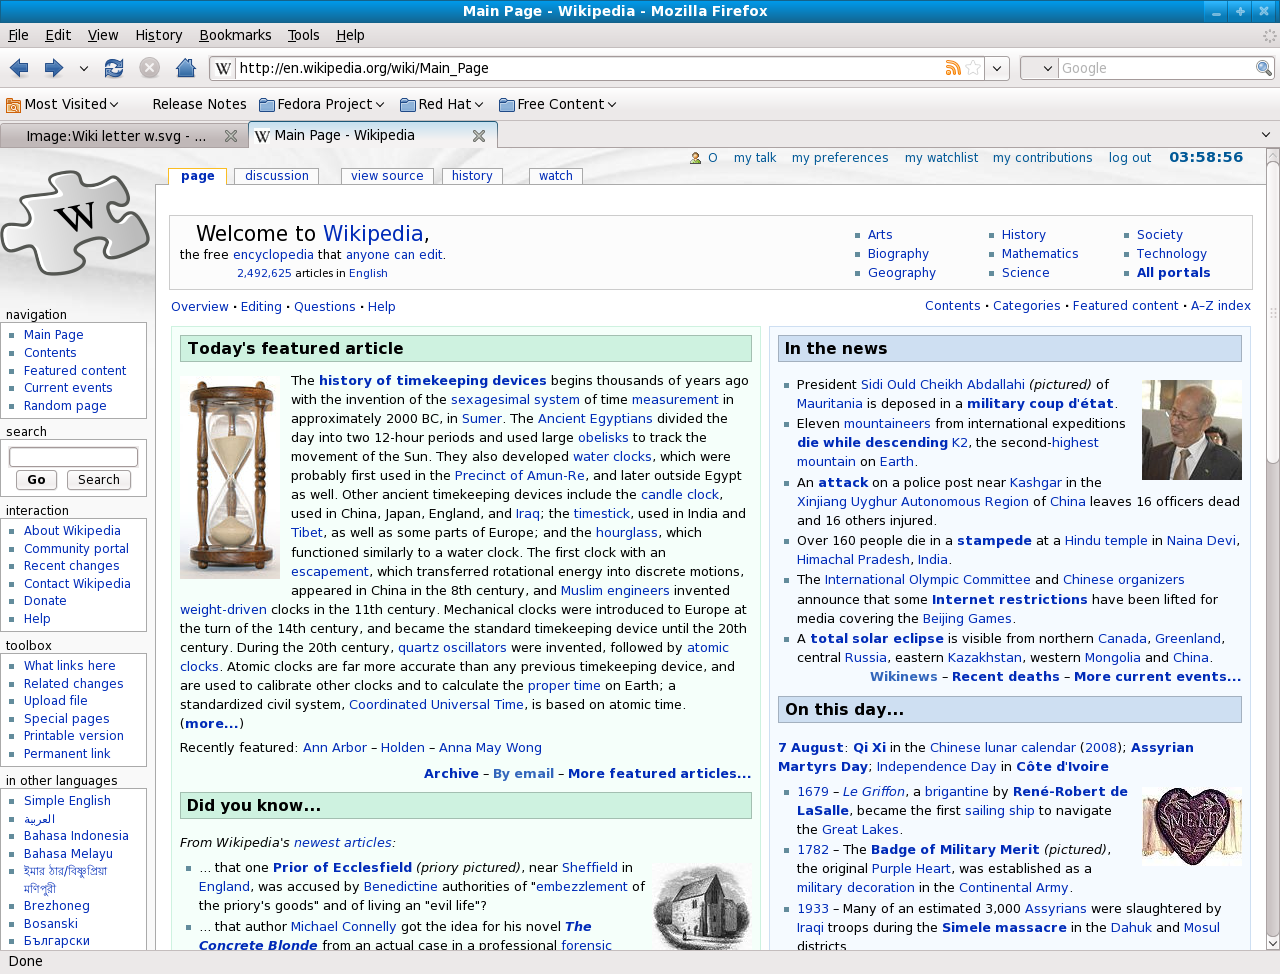 Main Page - Wikipedia - Mozilla Firefox
File Edit View History Bookmarks Tools Help
http://en.wikipedia.org/wiki/Main_Page
Google
Most Visited Release Notes Fedora Project Red Hat Free Content
Image:Wiki letter w.svg - ...
Main Page - Wikipedia
O my talk my preferences my watchlist my contributions log out 03:58:56
page discussion view source history watch
W
navigation
Main Page
Contents
Featured content
Current events
Random page
search
Go Search
interaction
About Wikipedia
Community portal
Recent changes
Contact Wikipedia
Donate
Help
toolbox
What links here
Related changes
Upload file
Special pages
Printable version
Permanent link
in other languages
Simple English
العربية
Bahasa Indonesia
Bahasa Melayu
ইমার ঠার/বিষ্ণুপ্রিয়া
মণিপুরী
Brezhoneg
Bosanski
Български
Welcome to Wikipedia,
the free encyclopedia that anyone can edit.
2,492,625 articles in English
Arts
Biography
Geography
History
Mathematics
Science
Society
Technology
All portals
Overview · Editing · Questions · Help
Contents · Categories · Featured content · A–Z index
Today's featured article
The history of timekeeping devices begins thousands of years ago
with the invention of the sexagesimal system of time measurement in
approximately 2000 BC, in Sumer. The Ancient Egyptians divided the
day into two 12-hour periods and used large obelisks to track the
movement of the Sun. They also developed water clocks, which were
probably first used in the Precinct of Amun-Re, and later outside Egypt
as well. Other ancient timekeeping devices include the candle clock,
used in China, Japan, England, and Iraq; the timestick, used in India and
Tibet, as well as some parts of Europe; and the hourglass, which
functioned similarly to a water clock. The first clock with an
escapement, which transferred rotational energy into discrete motions,
appeared in China in the 8th century, and Muslim engineers invented
weight-driven clocks in the 11th century. Mechanical clocks were introduced to Europe at
the turn of the 14th century, and became the standard timekeeping device until the 20th
century. During the 20th century, quartz oscillators were invented, followed by atomic
clocks. Atomic clocks are far more accurate than any previous timekeeping device, and
are used to calibrate other clocks and to calculate the proper time on Earth; a
standardized civil system, Coordinated Universal Time, is based on atomic time.
(more...)
Recently featured: Ann Arbor – Holden – Anna May Wong
Archive – By email – More featured articles...
Did you know...
From Wikipedia's newest articles:
... that one Prior of Ecclesfield (priory pictured), near Sheffield in
England, was accused by Benedictine authorities of "embezzlement of
the priory's goods" and of living an "evil life"?
... that author Michael Connelly got the idea for his novel The
Concrete Blonde from an actual case in a professional forensic
In the news
President Sidi Ould Cheikh Abdallahi (pictured) of
Mauritania is deposed in a military coup d'état.
Eleven mountaineers from international expeditions
die while descending K2, the second-highest
mountain on Earth.
An attack on a police post near Kashgar in the
Xinjiang Uyghur Autonomous Region of China leaves 16 officers dead
and 16 others injured.
Over 160 people die in a stampede at a Hindu temple in Naina Devi,
Himachal Pradesh, India.
The International Olympic Committee and Chinese organizers
announce that some Internet restrictions have been lifted for
media covering the Beijing Games.
A total solar eclipse is visible from northern Canada, Greenland,
central Russia, eastern Kazakhstan, western Mongolia and China.
Wikinews – Recent deaths – More current events...
On this day...
7 August: Qi Xi in the Chinese lunar calendar (2008); Assyrian
Martyrs Day; Independence Day in Côte d'Ivoire
1679 – Le Griffon, a brigantine by René-Robert de
LaSalle, became the first sailing ship to navigate
the Great Lakes.
1782 – The Badge of Military Merit (pictured),
the original Purple Heart, was established as a
military decoration in the Continental Army.
MERIT
1933 – Many of an estimated 3,000 Assyrians were slaughtered by
Iraqi troops during the Simele massacre in the Dahuk and Mosul
districts.
Done